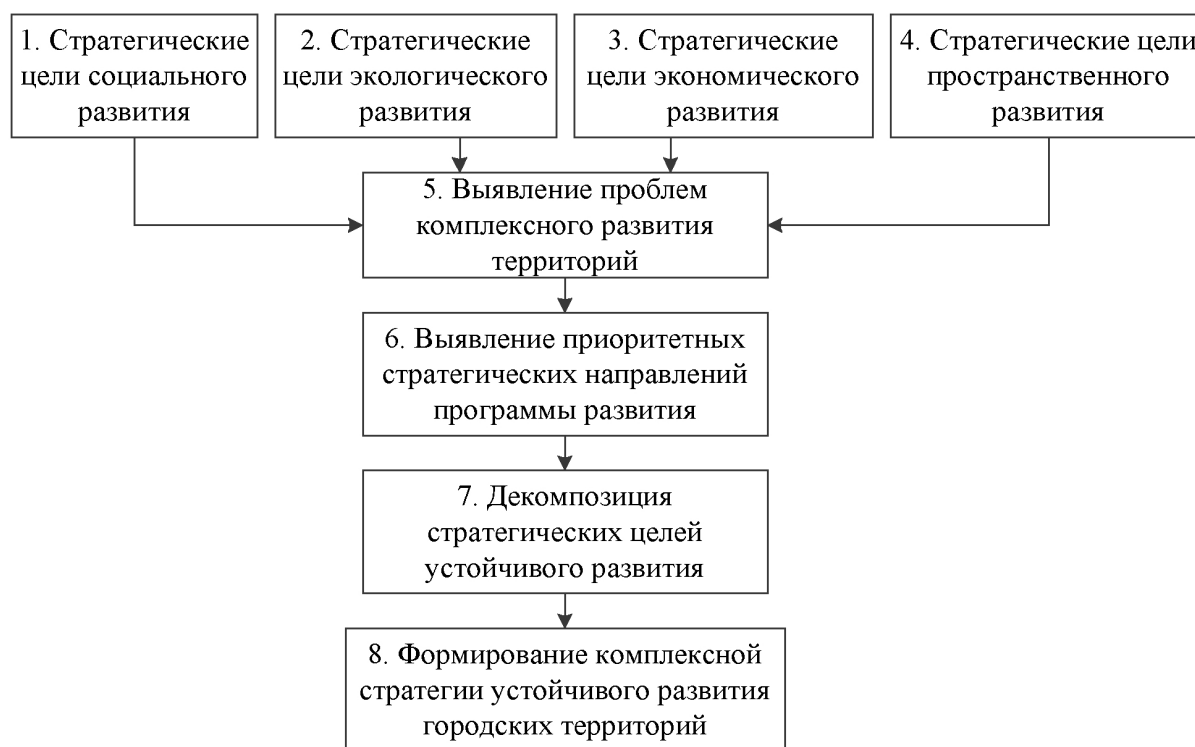 1. Стратегические
цели социального
развития
2. Стратегические
цели экологического
развития
3. Стратегические
цели экономического
развития
4. Стратегические цели
пространственного
развития
5. Выявление проблем
комплексного развития
территорий
6. Выявление приоритетных
стратегических направлений
программы развития
7. Декомпозиция
стратегических целей
устойчивого развития
8. Формирование комплексной
стратегии устойчивого развития
городских территорий